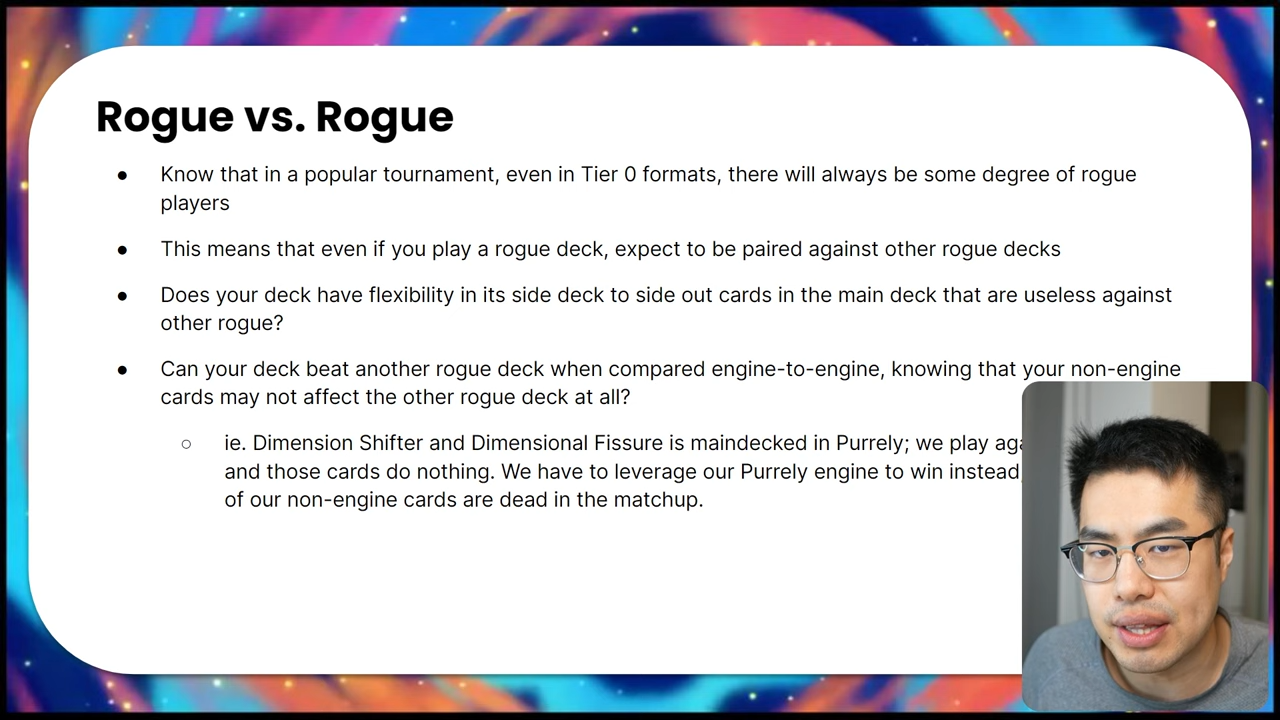 Rogue vs. Rogue
● Know that in a popular tournament, even in Tier 0 formats, there will always be some degree of rogue
players
● This means that even if you play a rogue deck, expect to be paired against other rogue decks
● Does your deck have flexibility in its side deck to side out cards in the main deck that are useless against
other rogue?
● Can your deck beat another rogue deck when compared engine-to-engine, knowing that your non-engine
cards may not affect the other rogue deck at all?
○ ie. Dimension Shifter and Dimensional Fissure is maindecked in Purrely; we play
and those cards do nothing. We have to leverage our Purrely engine to win instead,
of our non-engine cards are dead in the matchup.